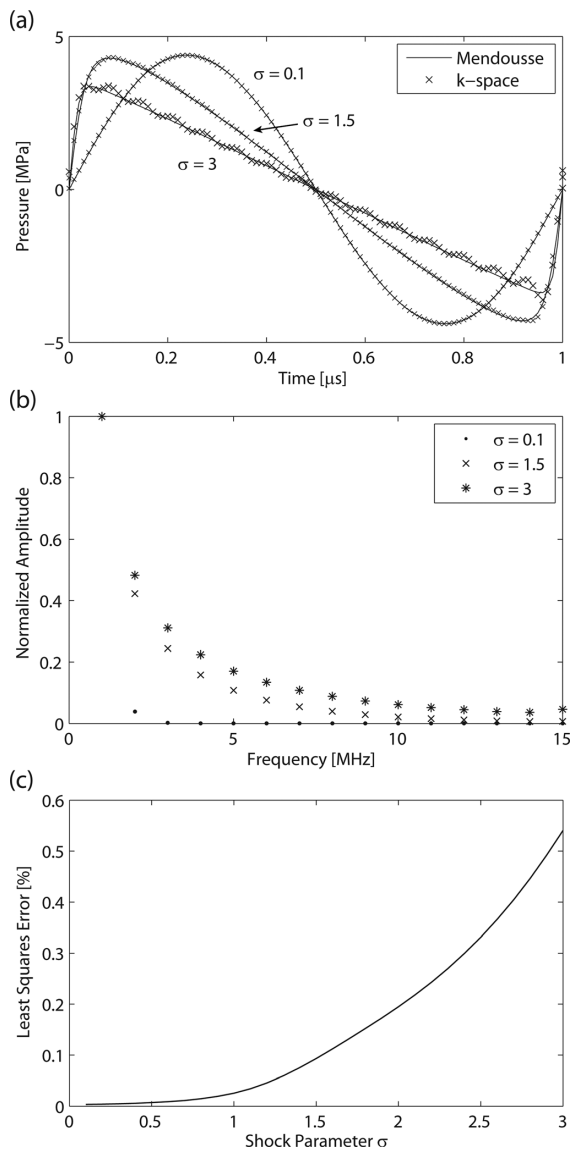 (a)
5
0
−5
Pressure [MPa]
σ = 0.1
σ = 1.5
σ = 3
Mendousse
k−space
0 0.2 0.4 0.6 0.8 1
Time [μs]
(b)
1
0.8
0.6
0.4
0.2
0
Normalized Amplitude
σ = 0.1
σ = 1.5
σ = 3
0 5 10 15
Frequency [MHz]
(c)
0.6
0.5
0.4
0.3
0.2
0.1
0
Least Squares Error [%]
0 0.5 1 1.5 2 2.5 3
Shock Parameter σ